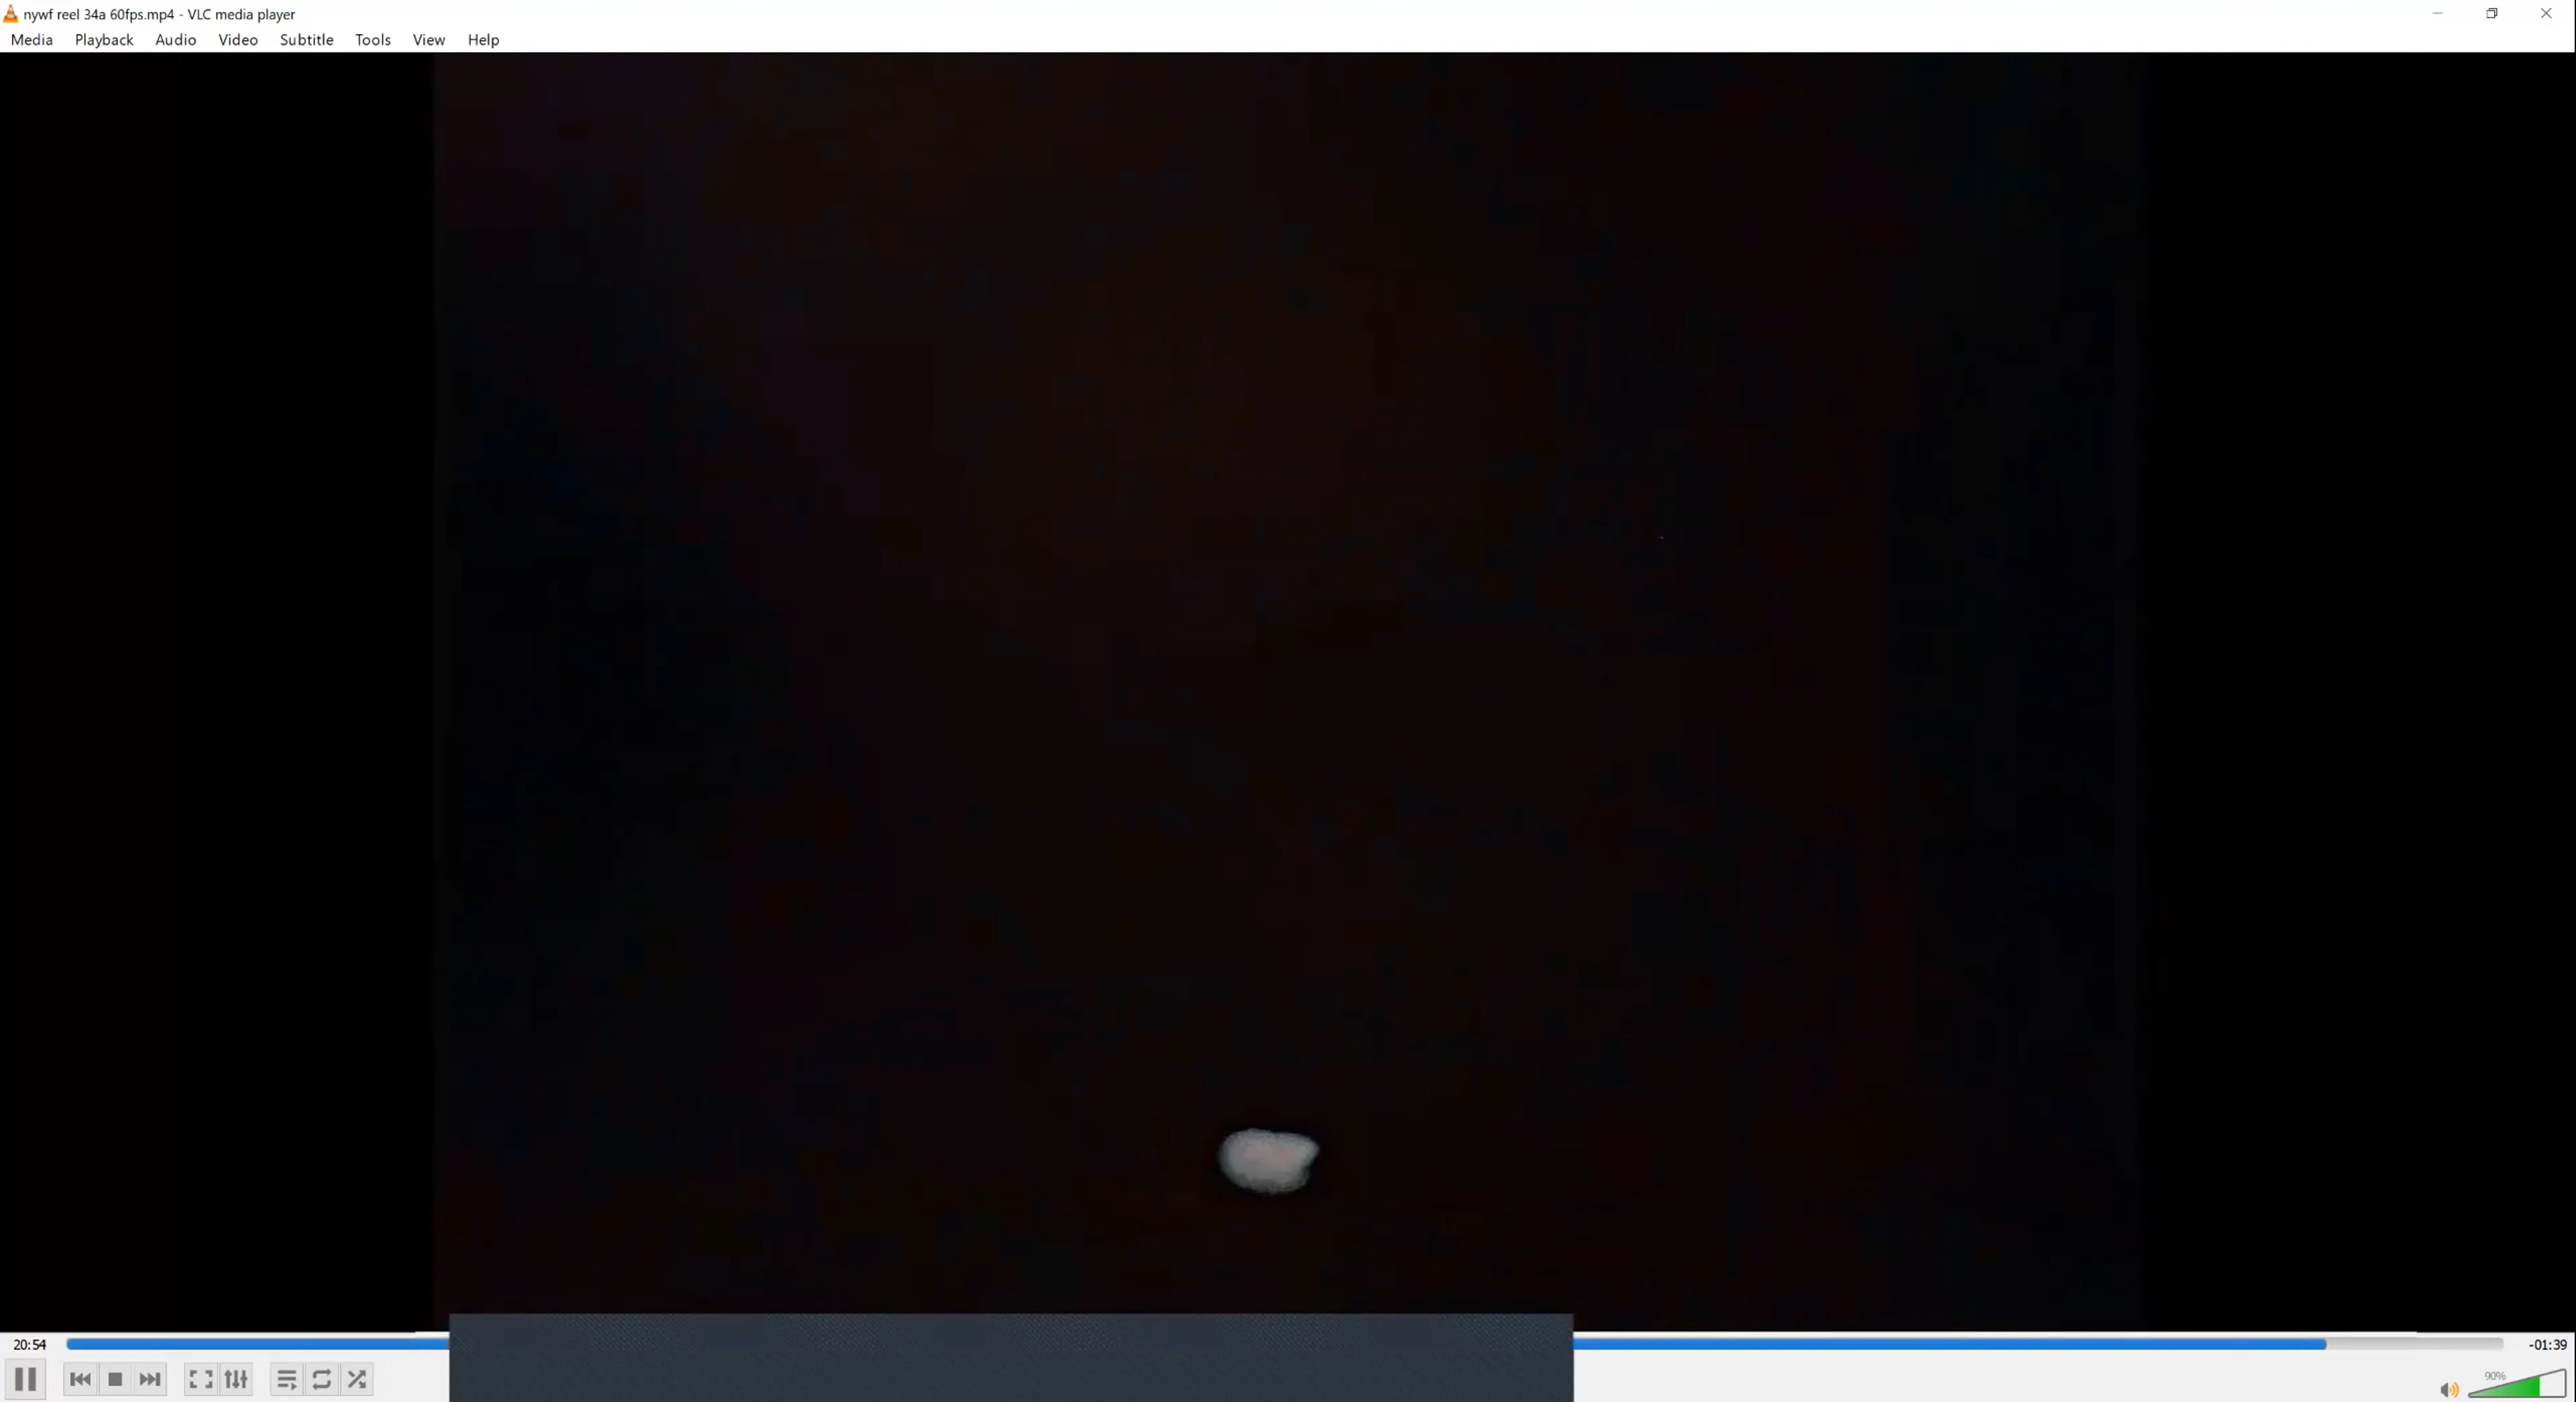 nywf reel 34a 60fps.mp4 - VLC media player
Media Playback Audio Video Subtitle Tools View Help
20:54
-01:39
90%